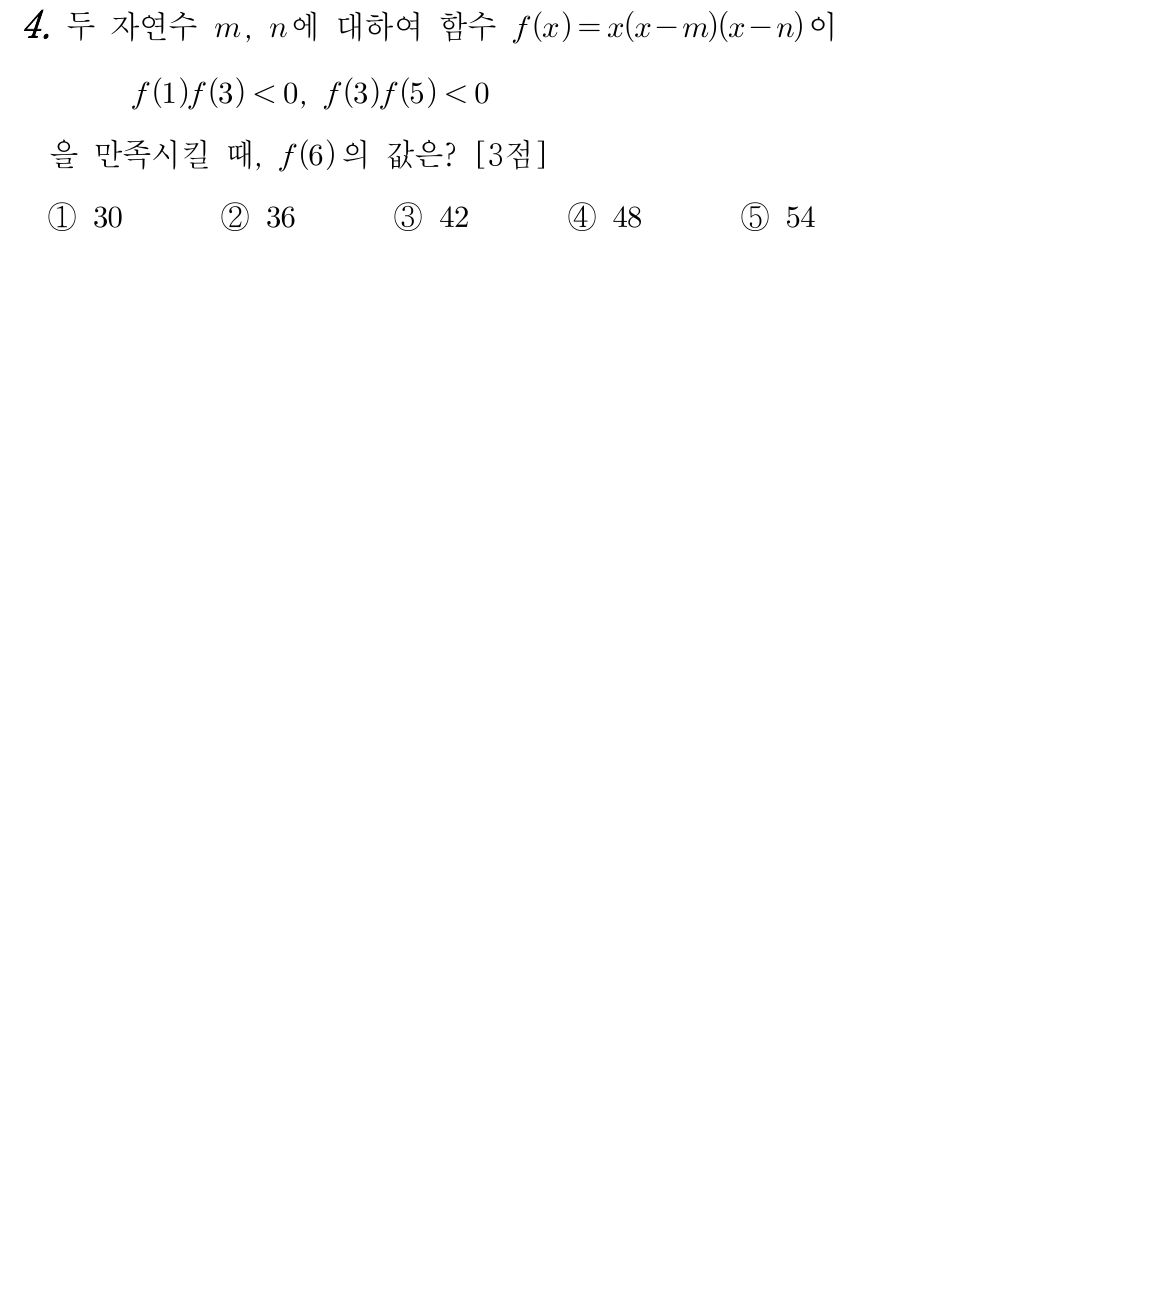 4. 두 자연수 m, n에 대하여 함수 f(x)=x(x-m)(x-n)이
f(1)f(3)<0, f(3)f(5)<0
을 만족시킬 때, f(6)의 값은? [3점]
① 30 ② 36 ③ 42 ④ 48 ⑤ 54